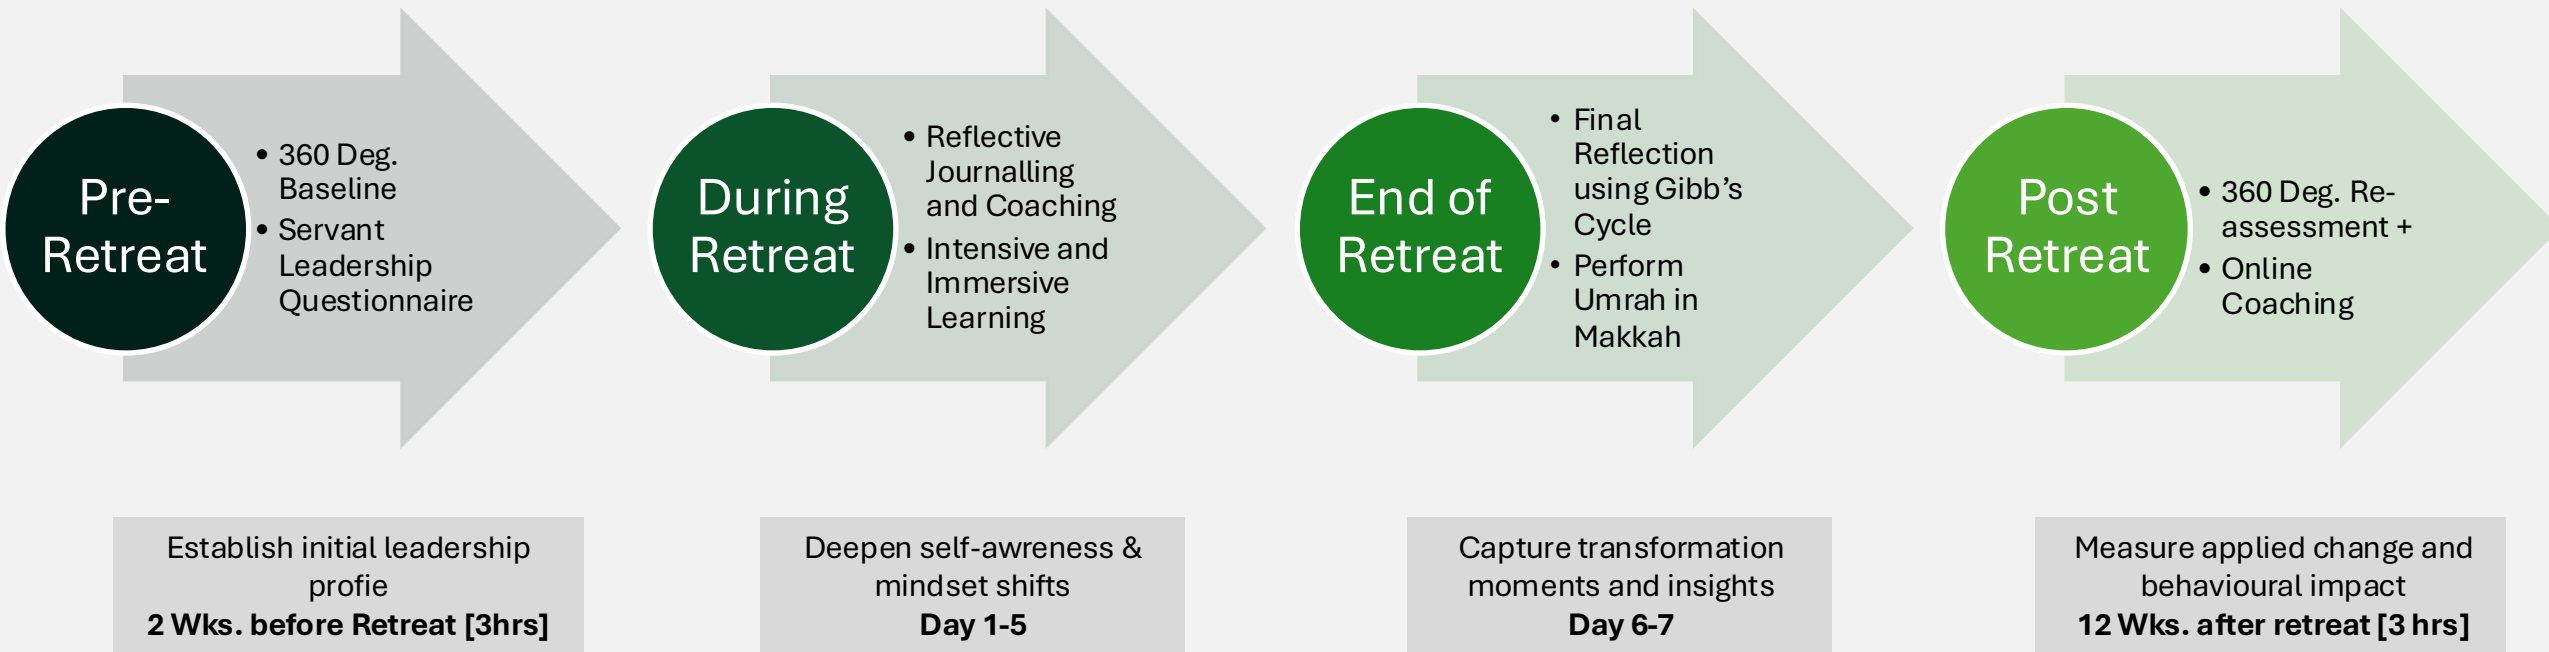 Pre-
Retreat
• 360 Deg.
Baseline
• Servant
Leadership
Questionnaire
During
Retreat
• Reflective
Journalling
and Coaching
• Intensive and
Immersive
Learning
End of
Retreat
• Final
Reflection
using Gibb’s
Cycle
• Perform
Umrah in
Makkah
Post
Retreat
• 360 Deg. Re-
assessment +
• Online
Coaching
Establish initial leadership
profie
2 Wks. before Retreat [3hrs]
Deepen self-awreness &
mindset shifts
Day 1-5
Capture transformation
moments and insights
Day 6-7
Measure applied change and
behavioural impact
12 Wks. after retreat [3 hrs]